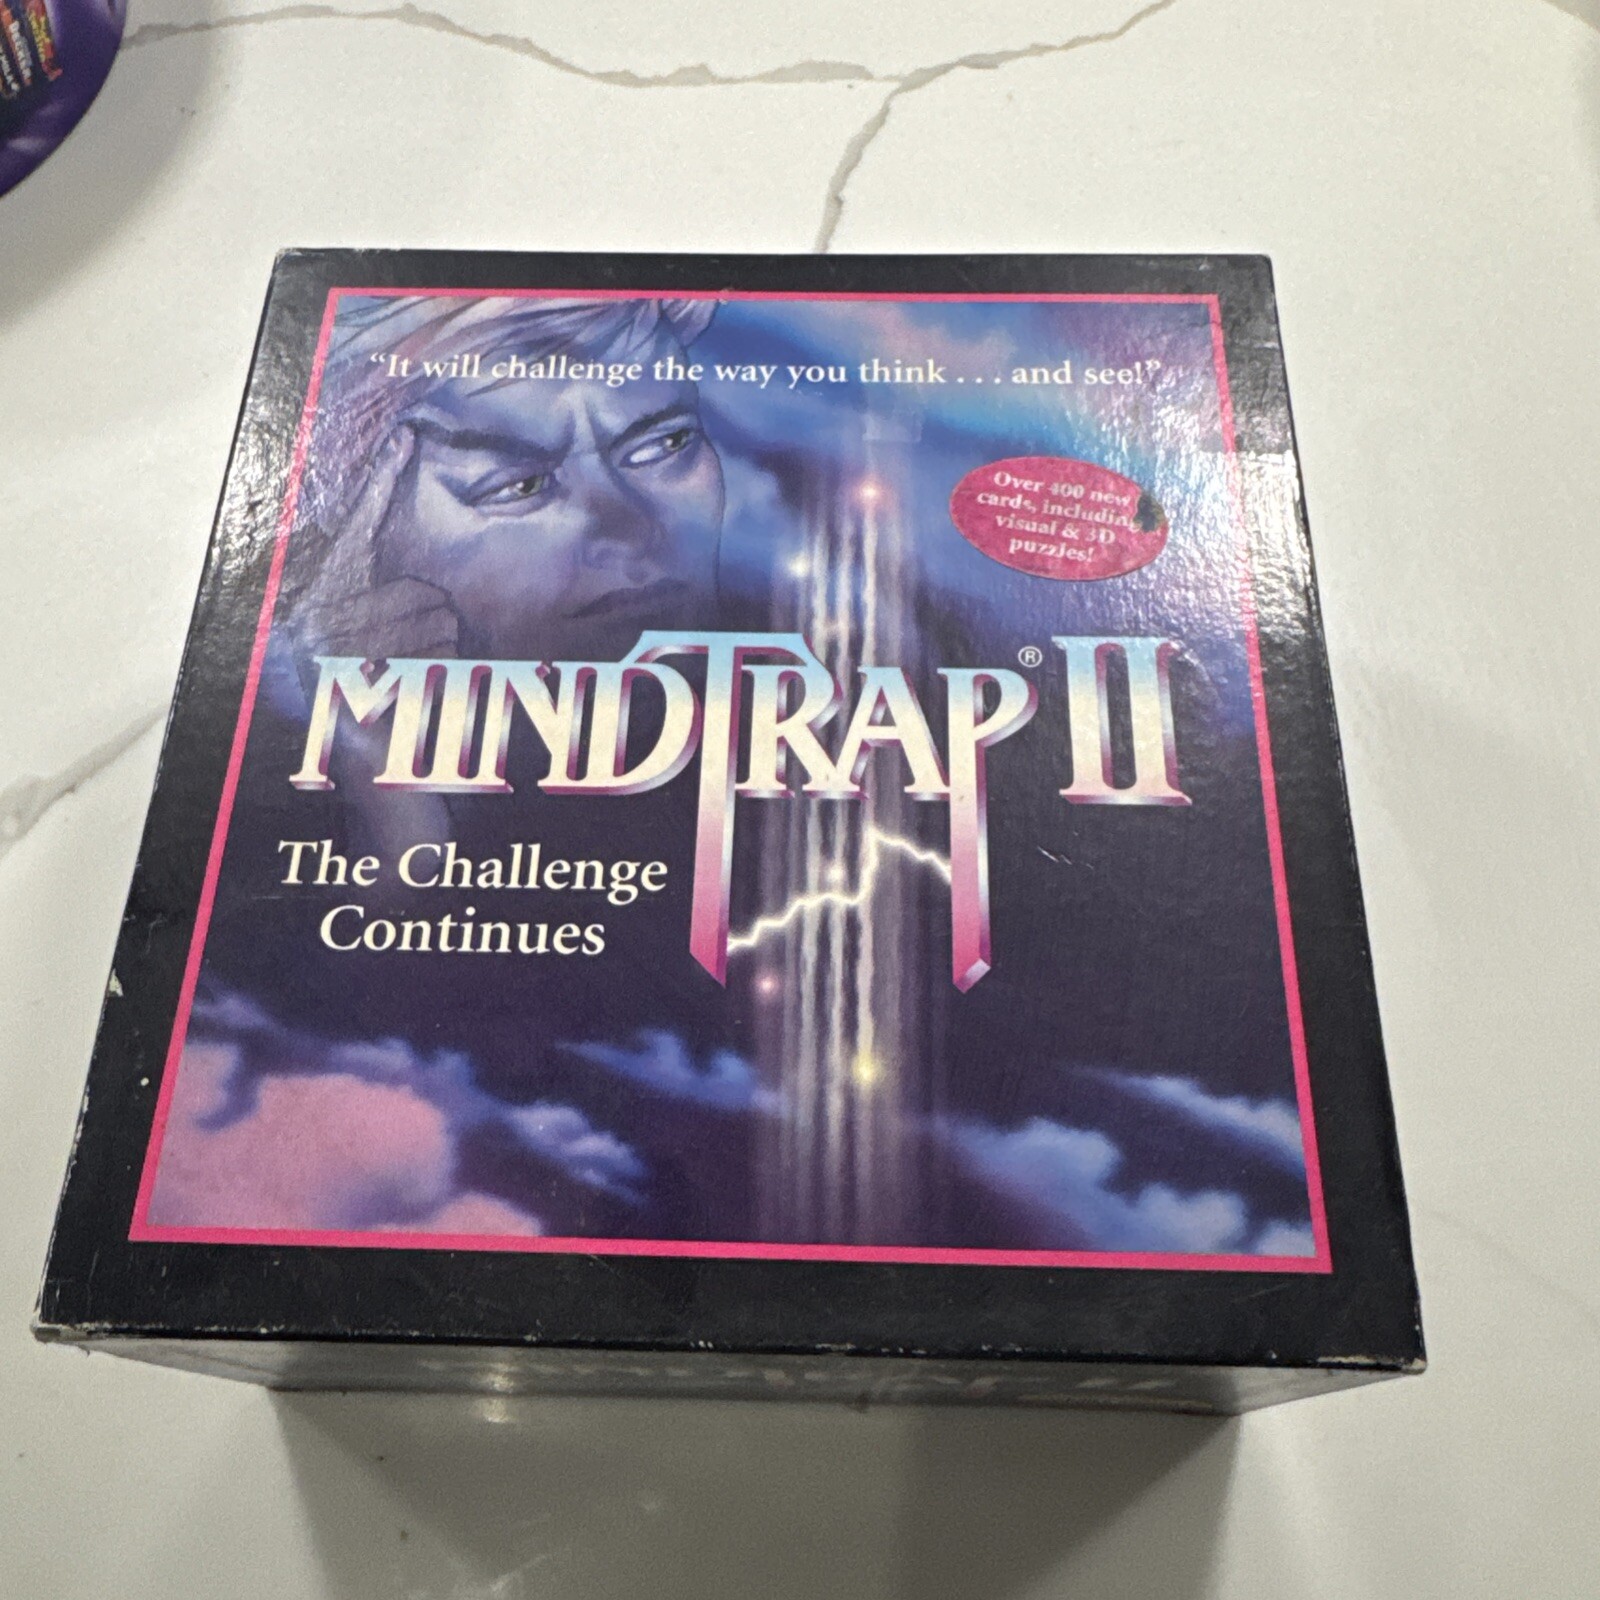 “It will challenge the way you think . . . and see!”
Over 400 new
cards, including
visual & 3D
puzzles!
MINDTRAP® II
The Challenge
Continues